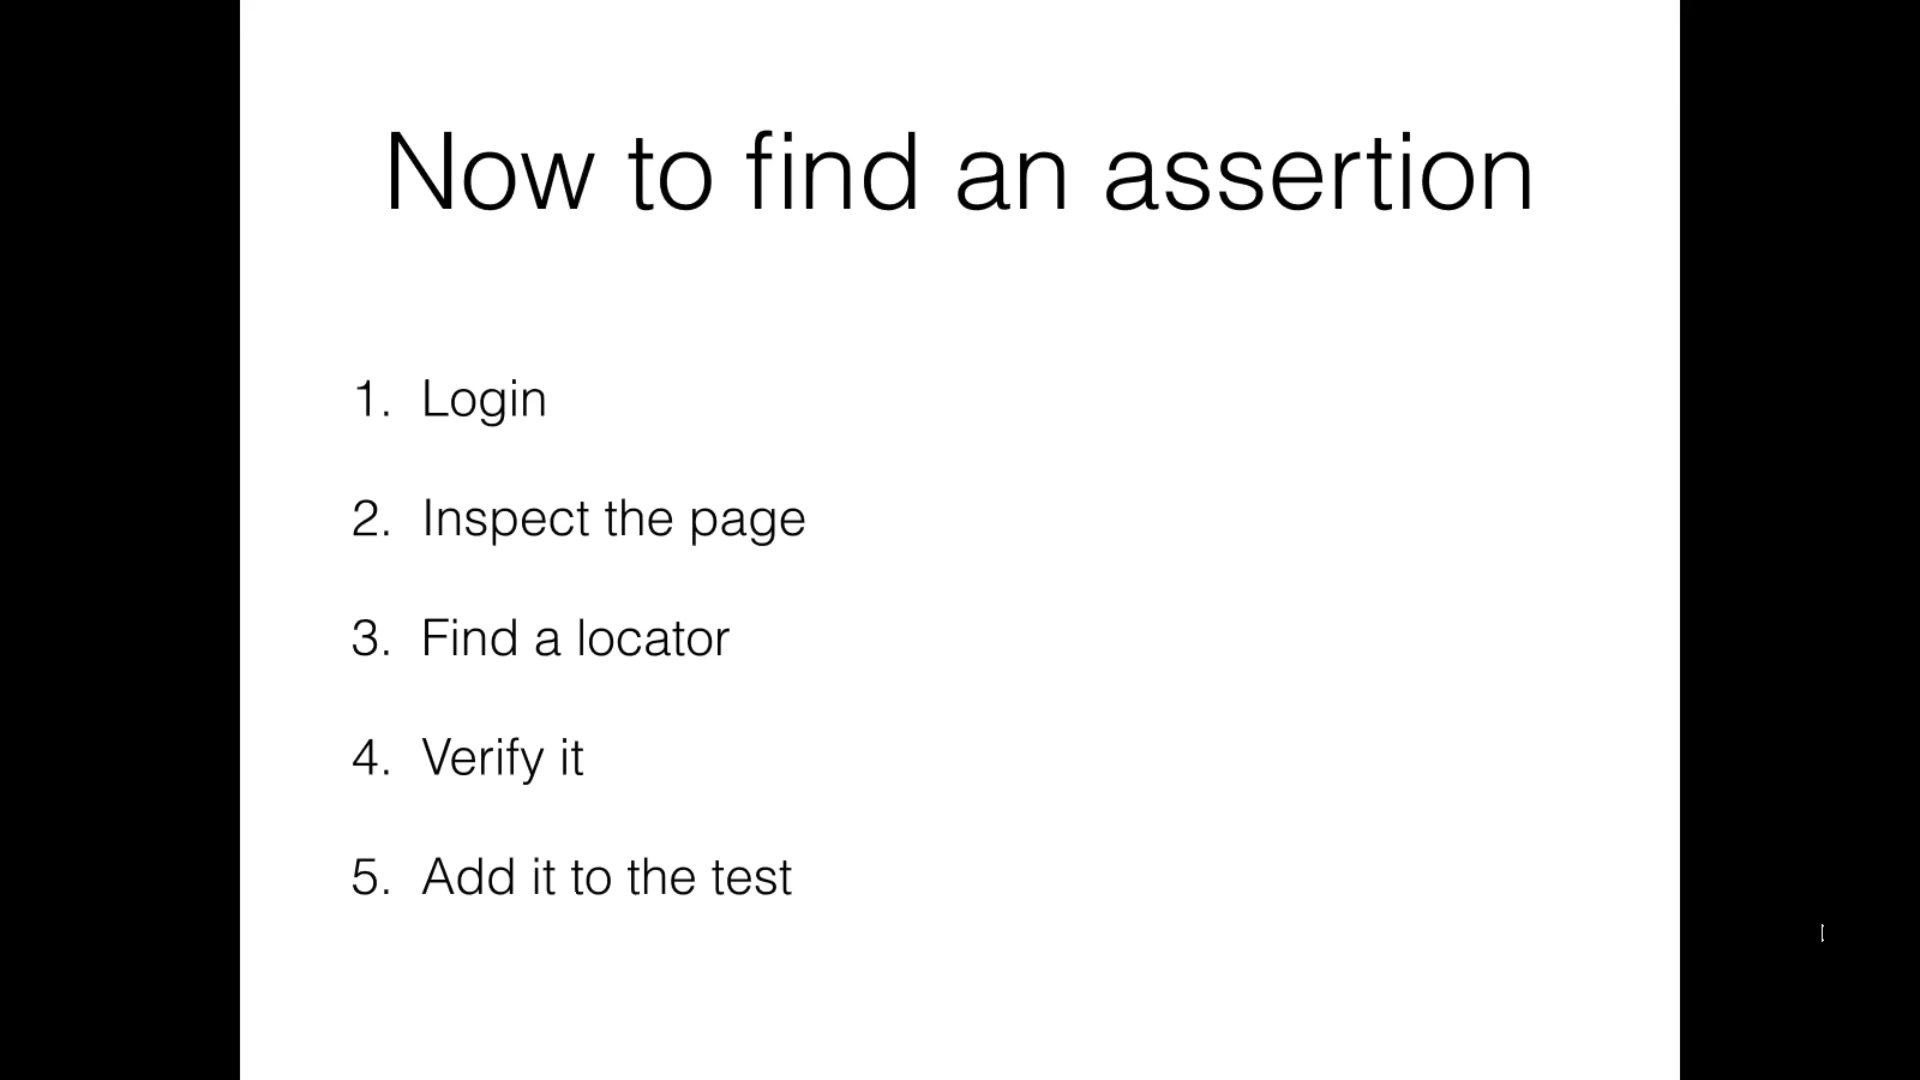 Now to find an assertion
1. Login
2. Inspect the page
3. Find a locator
4. Verify it
5. Add it to the test